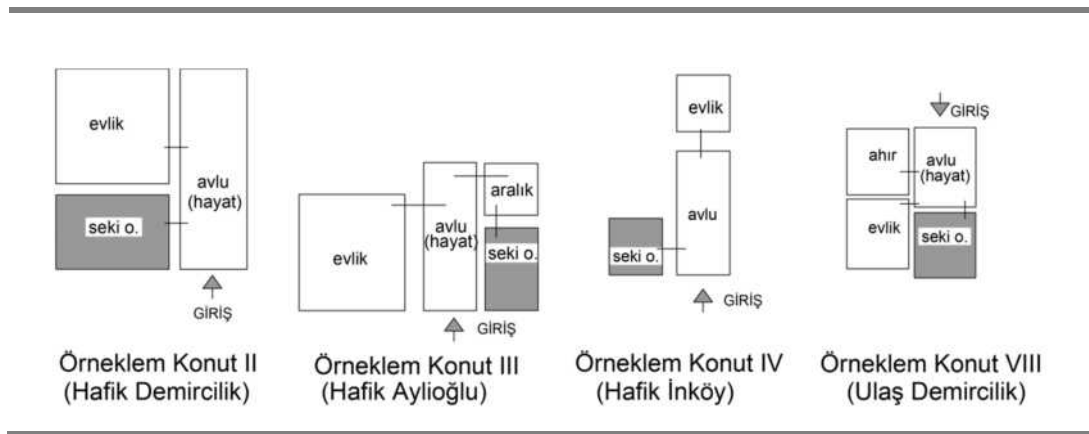 evlik
avlu
(hayat)
seki o.
GİRİŞ
Örneklem Konut II
(Hafik Demircilik)
evlik
avlu
(hayat)
aralık
seki o.
GİRİŞ
Örneklem Konut III
(Hafik Aylioğlu)
evlik
avlu
seki o.
GİRİŞ
Örneklem Konut IV
(Hafik İnköy)
GİRİŞ
ahır
avlu
(hayat)
evlik
seki o.
Örneklem Konut VIII
(Ulaş Demircilik)